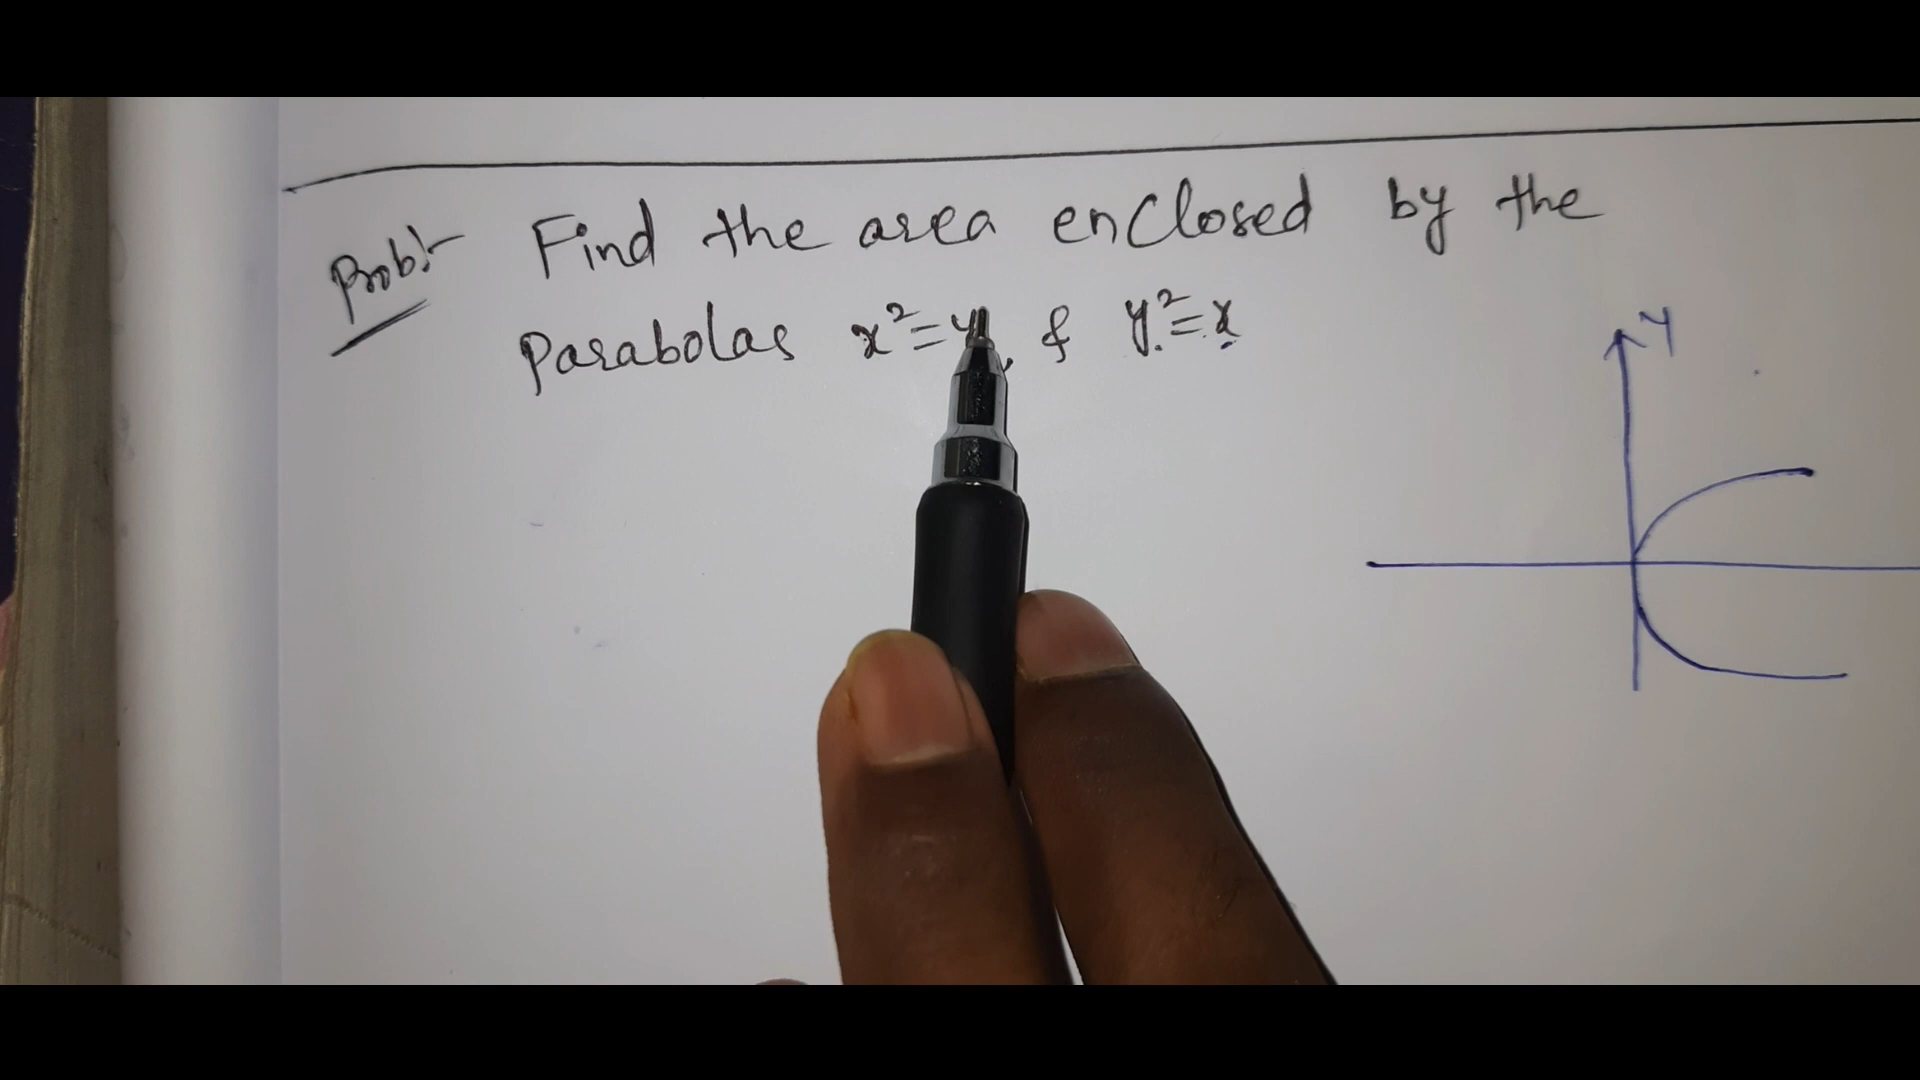 Prob:- Find the area enclosed by the
Parabolas x²=y, & y²=x
y